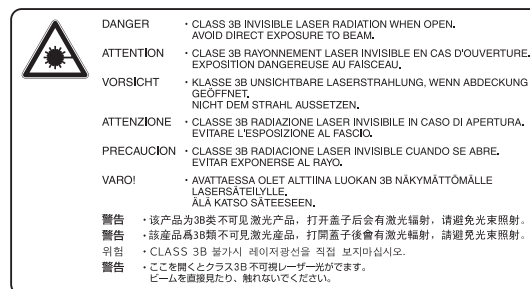 DANGER ・CLASS 3B INVISIBLE LASER RADIATION WHEN OPEN.
AVOID DIRECT EXPOSURE TO BEAM.
ATTENTION ・CLASE 3B RAYONNEMENT LASER INVISIBLE EN CAS D'OUVERTURE.
EXPOSITION DANGEREUSE AU FAISCEAU.
VORSICHT ・KLASSE 3B UNSICHTBARE LASERSTRAHLUNG, WENN ABDECKUNG
GEÖFFNET.
NICHT DEM STRAHL AUSSETZEN.
ATTENZIONE ・CLASSE 3B RADIAZIONE LASER INVISIBILE IN CASO DI APERTURA.
EVITARE L'ESPOSIZIONE AL FASCIO.
PRECAUCION ・CLASSE 3B RADIACIONE LASER INVISIBLE CUANDO SE ABRE.
EVITAR EXPONERSE AL RAYO.
VARO! ・AVATTAESSA OLET ALTTIINA LUOKAN 3B NÄKYMÄTTÖMÄLLE
LASERSÄTEILYLLE.
ÄLÄ KATSO SÄTEESEEN.
警告 ・该产品为3B类不可见激光产品，打开盖子后会有激光辐射，请避免光束照射。
警告 ・該産品爲3B類不可見激光産品，打開蓋子後會有激光輻射，請避免光束照射。
위험 ・CLASS 3B 불가시 레이저광선을 직접 보지마십시오.
警告 ・ここを開くとクラス3B 不可視レーザー光がでます。
ビームを直接見たり、触れないでください。